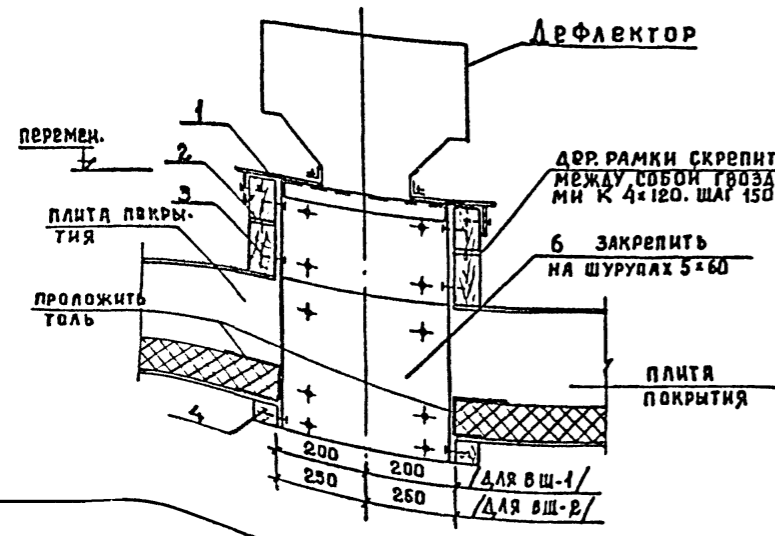 Дефлектор
1
перемен.
2
3
дер. рамки скрепит
между собой гвозд
ми К 4×120. шаг 150
плита покры-
тия
6 закрепить
на шурупах 5×60
проложить
толь
плита
покрытия
4
200 200 /для ВШ-1/
250 250 /для ВШ-2/